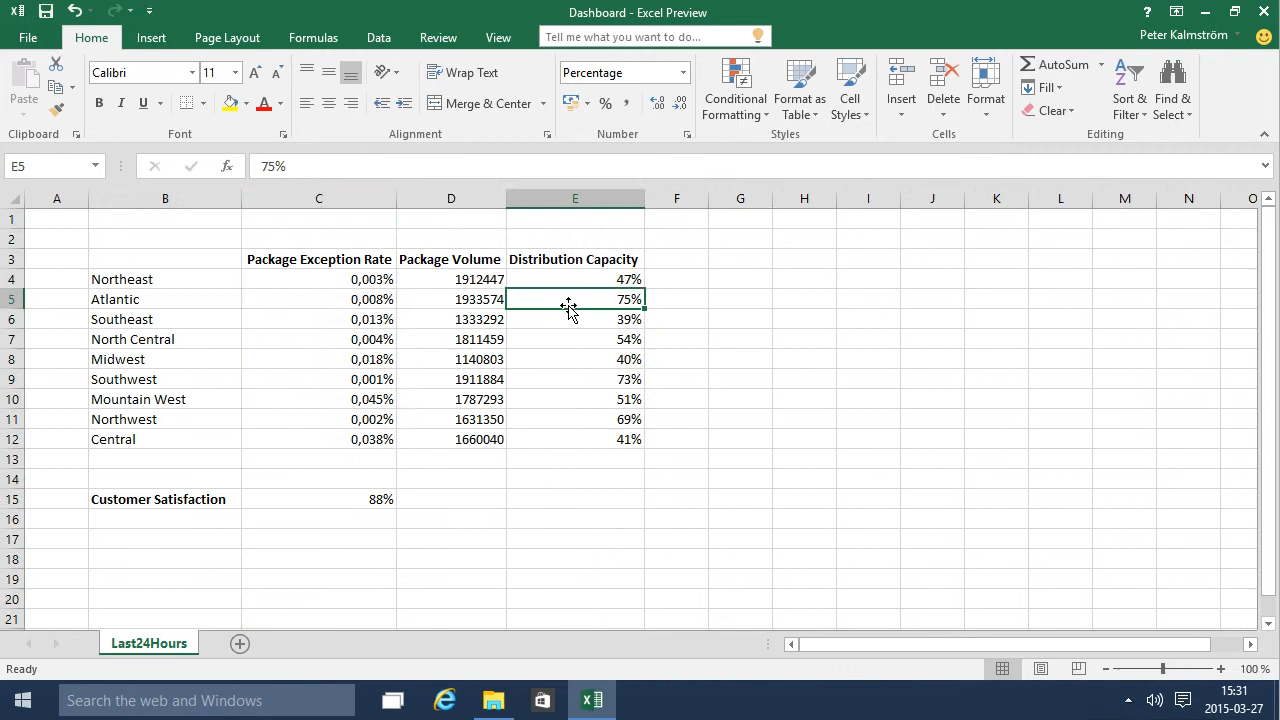 Dashboard - Excel Preview
?
File Home Insert Page Layout Formulas Data Review View Tell me what you want to do... Peter Kalmström
Paste
Calibri 11 A A
B I U A
Wrap Text
Merge & Center
Percentage
% ,
Conditional Formatting
Format as Table
Cell Styles
Insert Delete Format
AutoSum
Fill
Clear
Sort & Filter
Find & Select
Clipboard Font Alignment Number Styles Cells Editing
E5 fx 75%
A B C D E F G H I J K L M N O
1
2
3 Package Exception Rate Package Volume Distribution Capacity
4 Northeast 0,003% 1912447 47%
5 Atlantic 0,008% 1933574 75%
6 Southeast 0,013% 1333292 39%
7 North Central 0,004% 1811459 54%
8 Midwest 0,018% 1140803 40%
9 Southwest 0,001% 1911884 73%
10 Mountain West 0,045% 1787293 51%
11 Northwest 0,002% 1631350 69%
12 Central 0,038% 1660040 41%
13
14
15 Customer Satisfaction 88%
16
17
18
19
20
21
Last24Hours
Ready 100 %
Search the web and Windows
15:31
2015-03-27